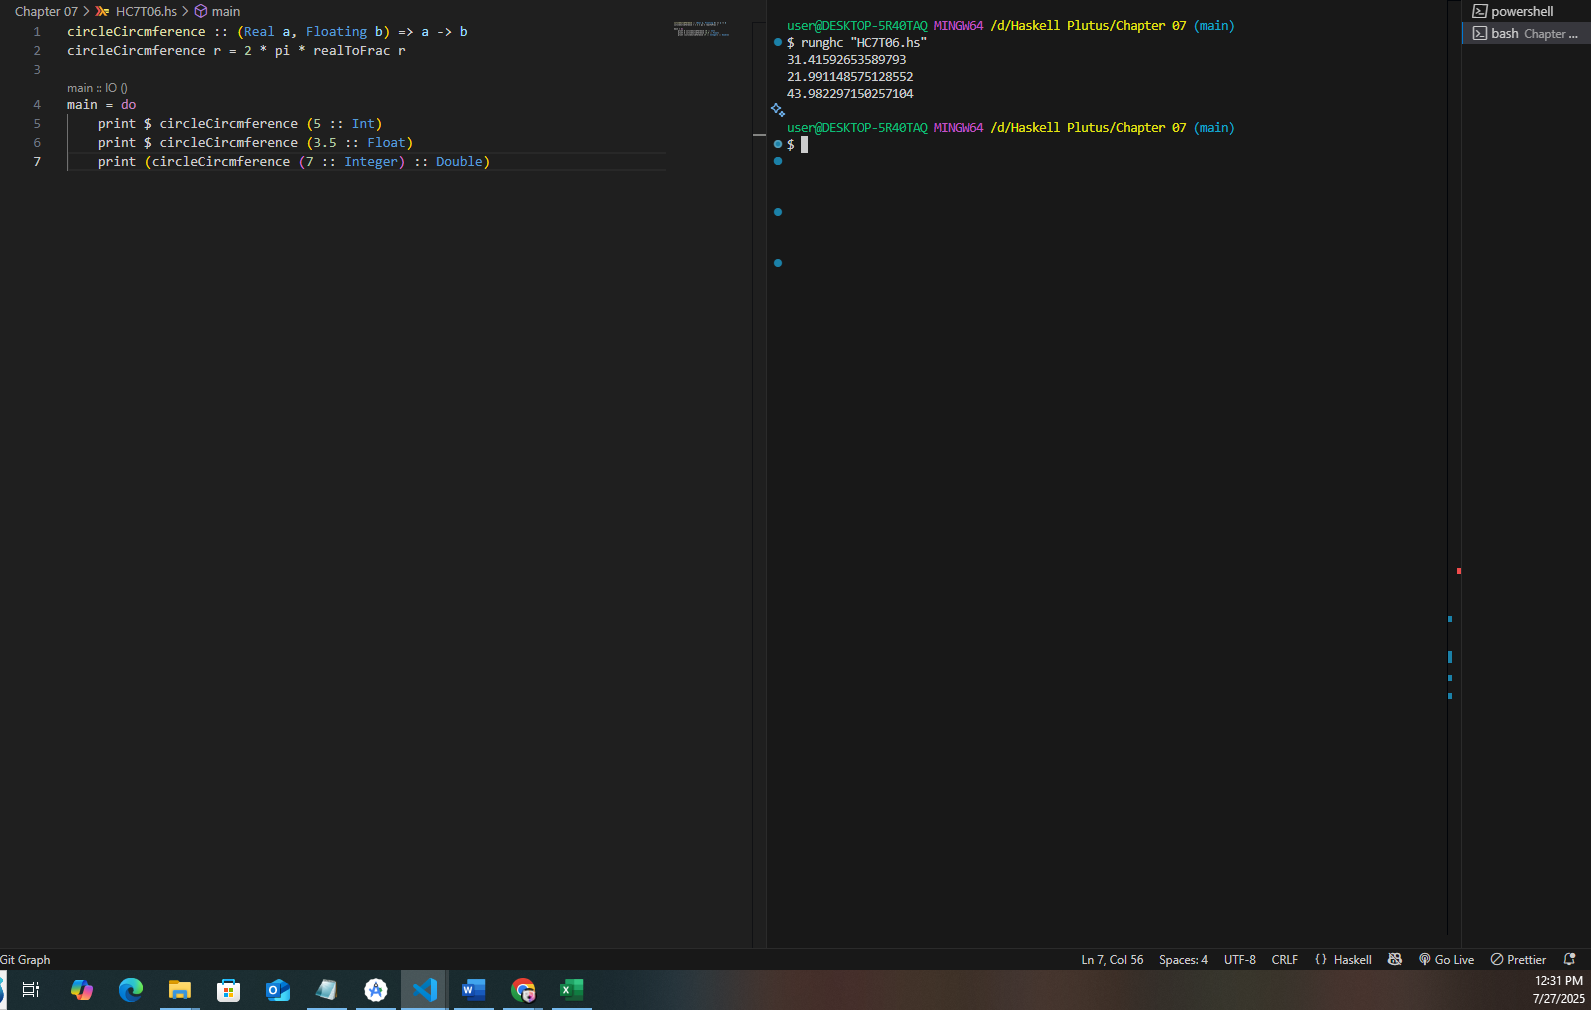 Chapter 07 > HC7T06.hs > main
1 circleCircmference :: (Real a, Floating b) => a -> b
2 circleCircmference r = 2 * pi * realToFrac r
3
main :: IO ()
4 main = do
5     print $ circleCircmference (5 :: Int)
6     print $ circleCircmference (3.5 :: Float)
7     print (circleCircmference (7 :: Integer) :: Double)
user@DESKTOP-5R40TAQ MINGW64 /d/Haskell Plutus/Chapter 07 (main)
$ runghc "HC7T06.hs"
31.41592653589793
21.991148575128552
43.982297150257104
user@DESKTOP-5R40TAQ MINGW64 /d/Haskell Plutus/Chapter 07 (main)
$
powershell
bash Chapter ...
Git Graph
Ln 7, Col 56 Spaces: 4 UTF-8 CRLF {} Haskell Go Live Prettier
12:31 PM
7/27/2025